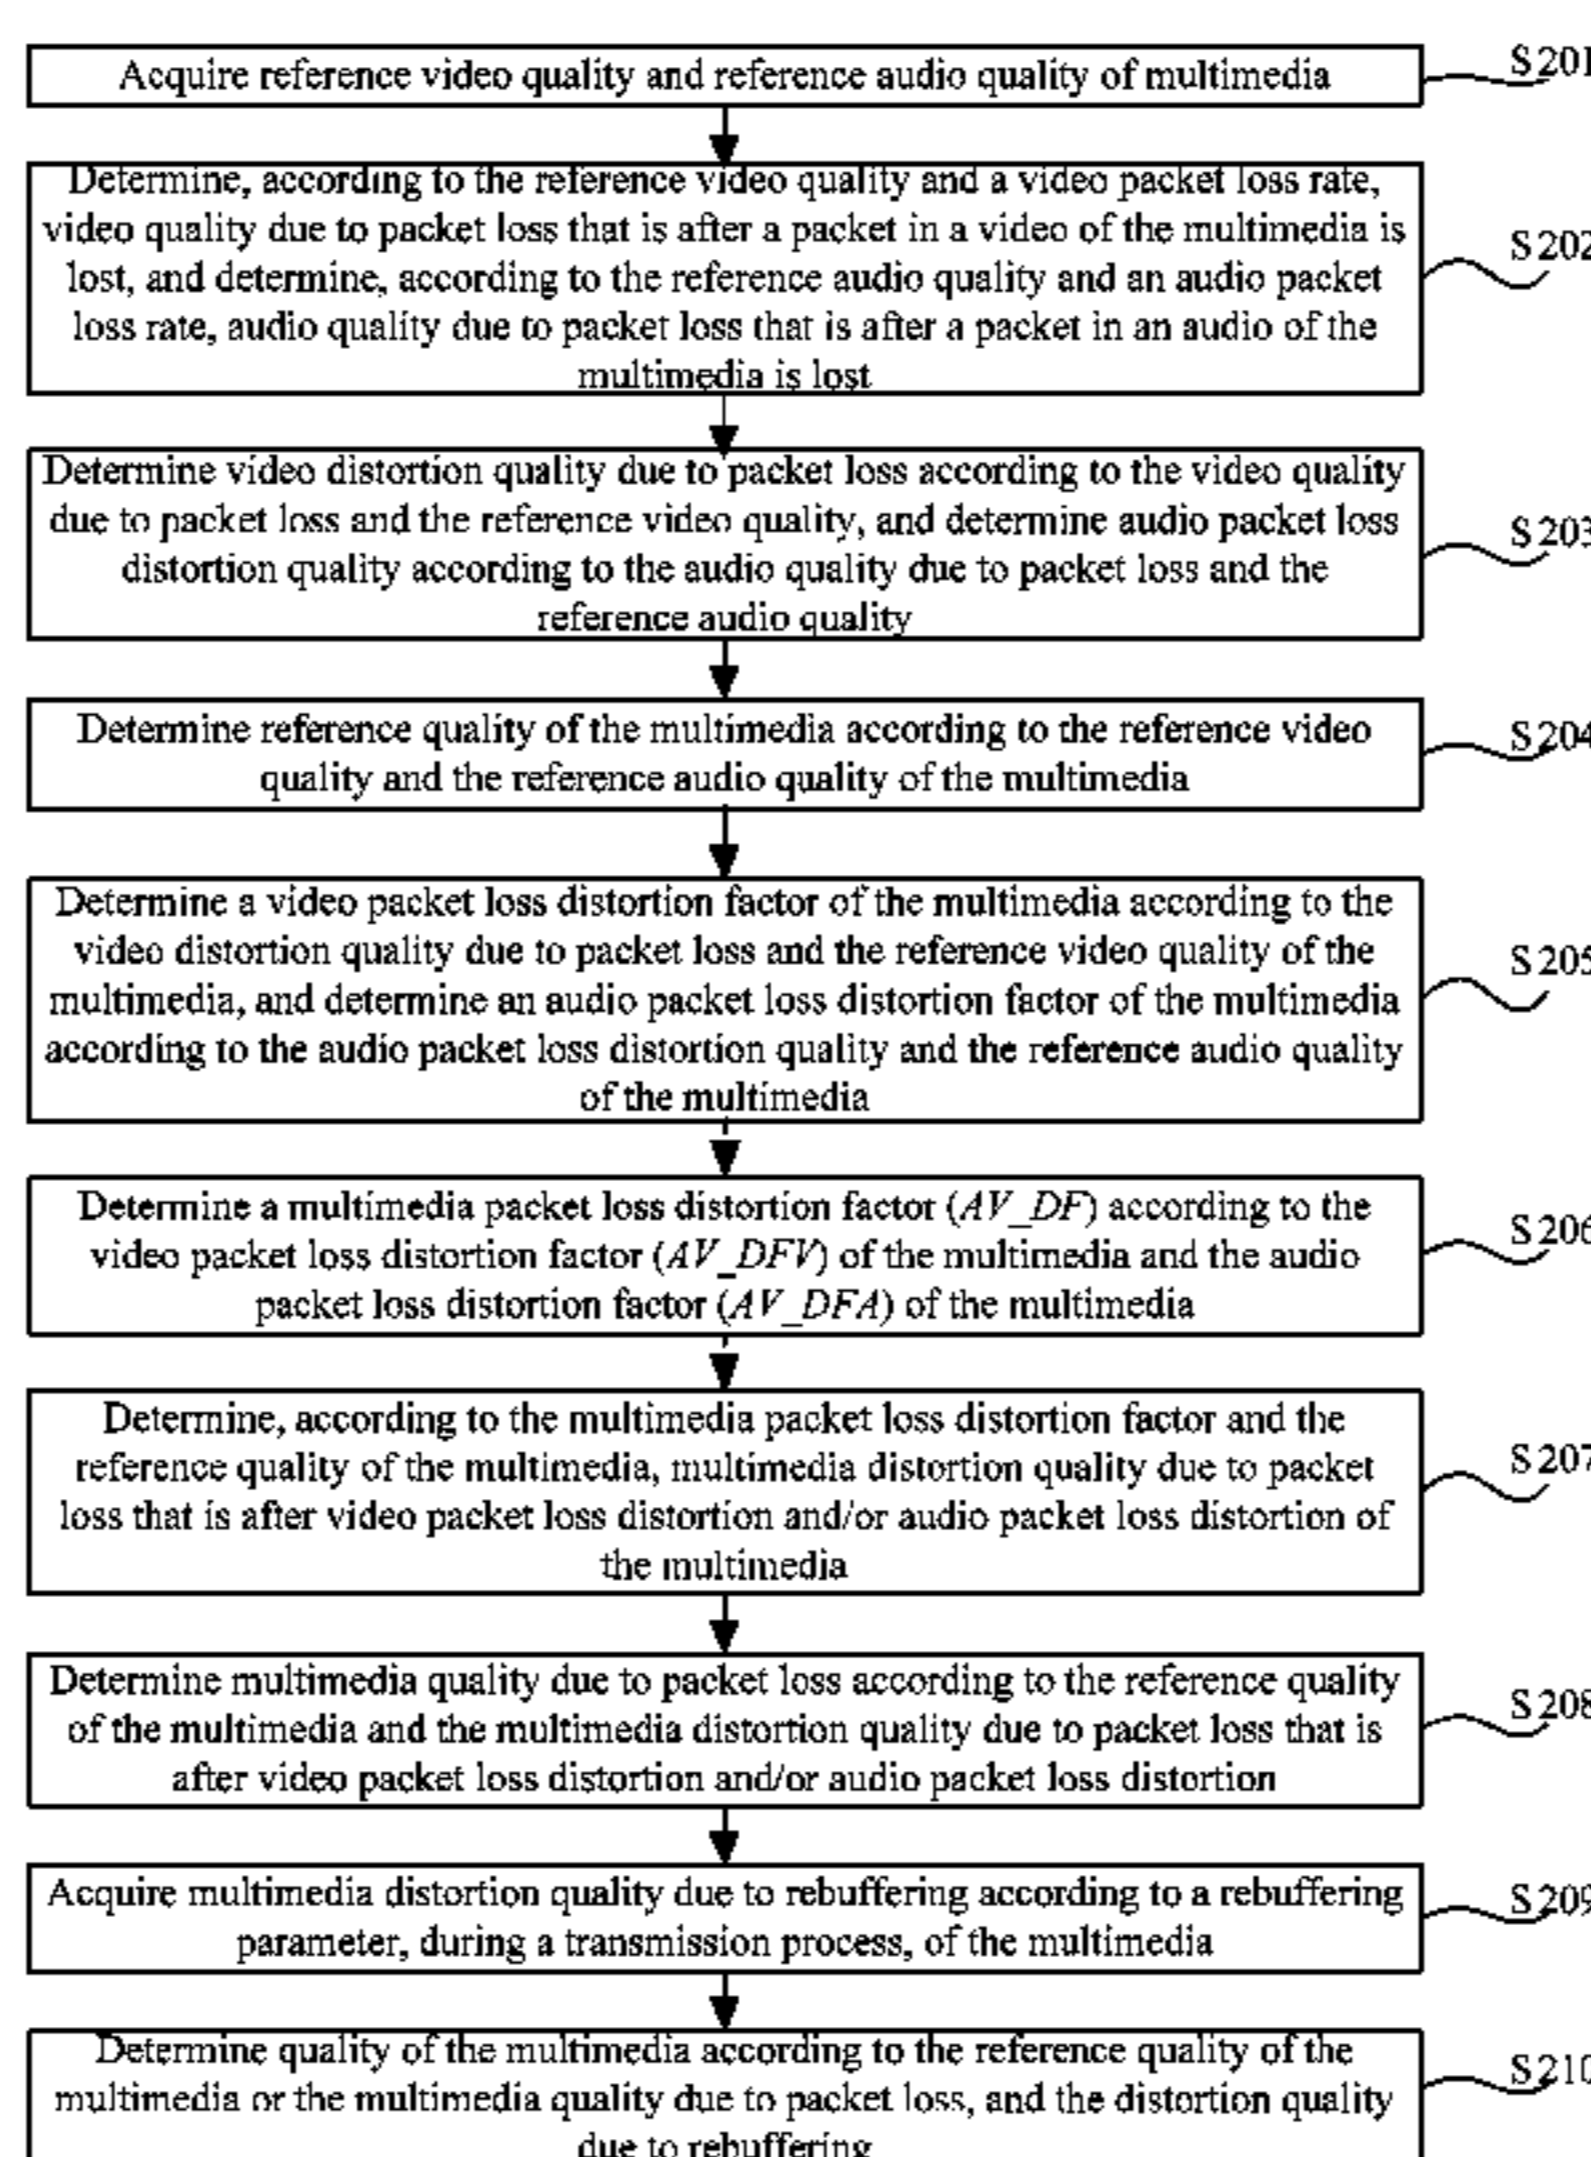 Acquire reference video quality and reference audio quality of multimedia
S201
Determine, according to the reference video quality and a video packet loss rate,
video quality due to packet loss that is after a packet in a video of the multimedia is
lost, and determine, according to the reference audio quality and an audio packet
loss rate, audio quality due to packet loss that is after a packet in an audio of the
multimedia is lost
S202
Determine video distortion quality due to packet loss according to the video quality
due to packet loss and the reference video quality, and determine audio packet loss
distortion quality according to the audio quality due to packet loss and the
reference audio quality
S203
Determine reference quality of the multimedia according to the reference video
quality and the reference audio quality of the multimedia
S204
Determine a video packet loss distortion factor of the multimedia according to the
video distortion quality due to packet loss and the reference video quality of the
multimedia, and determine an audio packet loss distortion factor of the multimedia
according to the audio packet loss distortion quality and the reference audio quality
of the multimedia
S205
Determine a multimedia packet loss distortion factor (AV_DF) according to the
video packet loss distortion factor (AV_DFV) of the multimedia and the audio
packet loss distortion factor (AV_DFA) of the multimedia
S206
Determine, according to the multimedia packet loss distortion factor and the
reference quality of the multimedia, multimedia distortion quality due to packet
loss that is after video packet loss distortion and/or audio packet loss distortion of
the multimedia
S207
Determine multimedia quality due to packet loss according to the reference quality
of the multimedia and the multimedia distortion quality due to packet loss that is
after video packet loss distortion and/or audio packet loss distortion
S208
Acquire multimedia distortion quality due to rebuffering according to a rebuffering
parameter, during a transmission process, of the multimedia
S209
Determine quality of the multimedia according to the reference quality of the
multimedia or the multimedia quality due to packet loss, and the distortion quality
due to rebuffering
S210